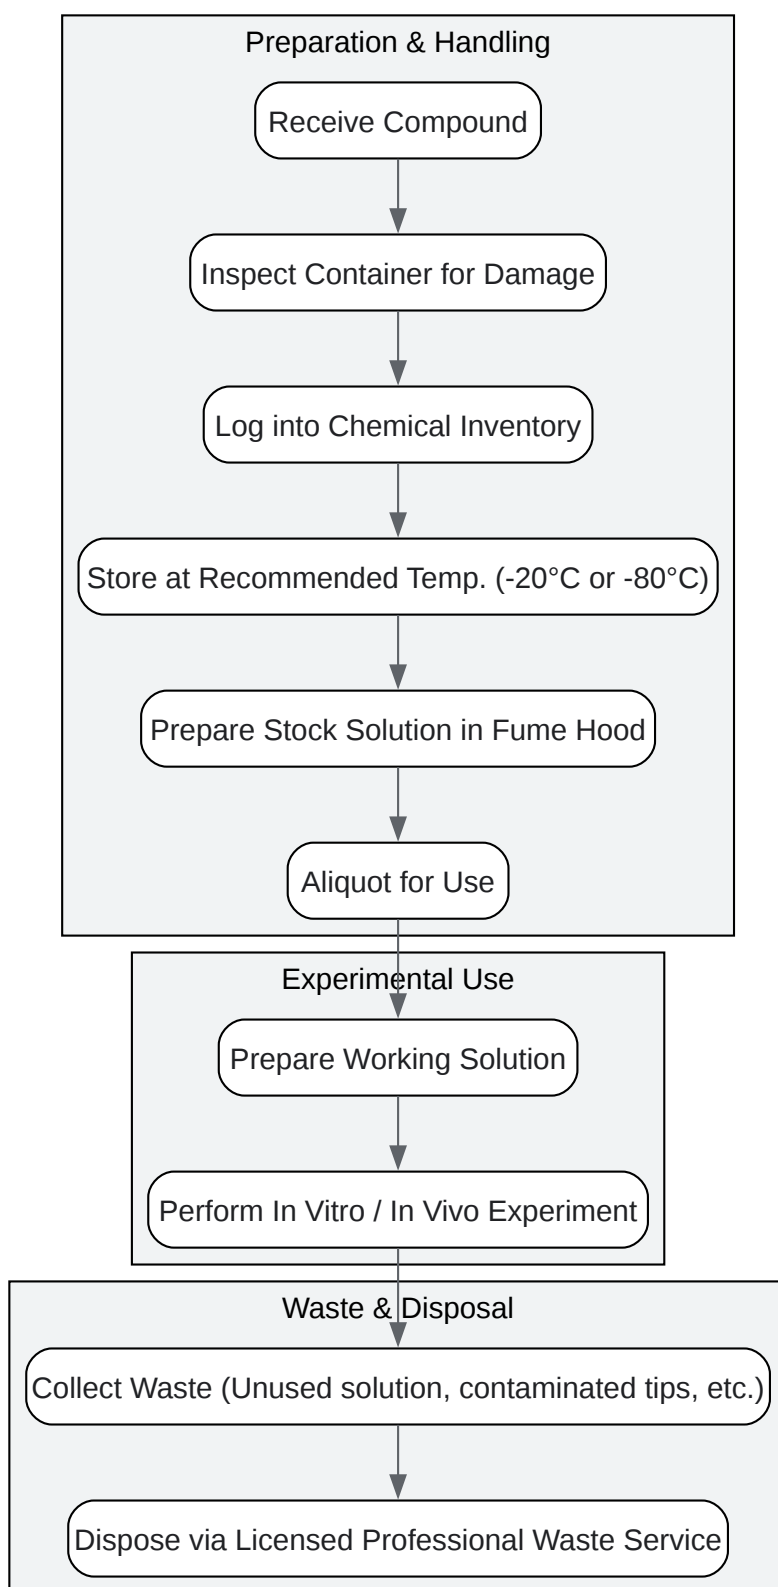 Preparation & Handling
Receive Compound
Inspect Container for Damage
Log into Chemical Inventory
Store at Recommended Temp. (-20°C or -80°C)
Prepare Stock Solution in Fume Hood
Aliquot for Use
Experimental Use
Prepare Working Solution
Perform In Vitro / In Vivo Experiment
Waste & Disposal
Collect Waste (Unused solution, contaminated tips, etc.)
Dispose via Licensed Professional Waste Service